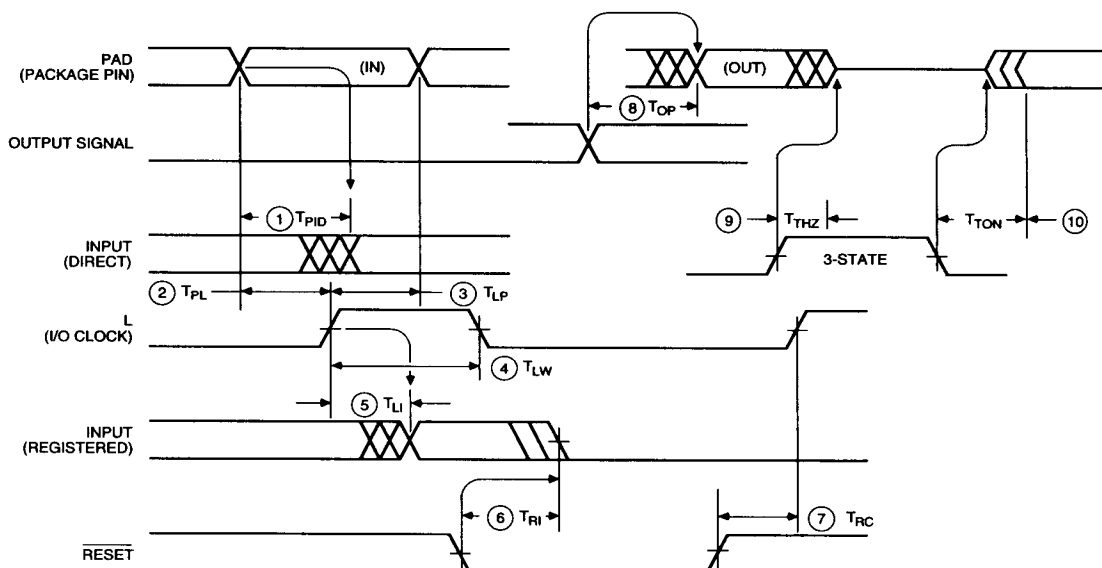 PAD
(PACKAGE PIN)
(IN)
(OUT)
8 TOP
OUTPUT SIGNAL
1 TPID
9 TTHZ
TTON 10
INPUT
(DIRECT)
3-STATE
2 TPL
3 TLP
L
(I/O CLOCK)
4 TLW
5 TLI
INPUT
(REGISTERED)
6 TRI
7 TRC
RESET